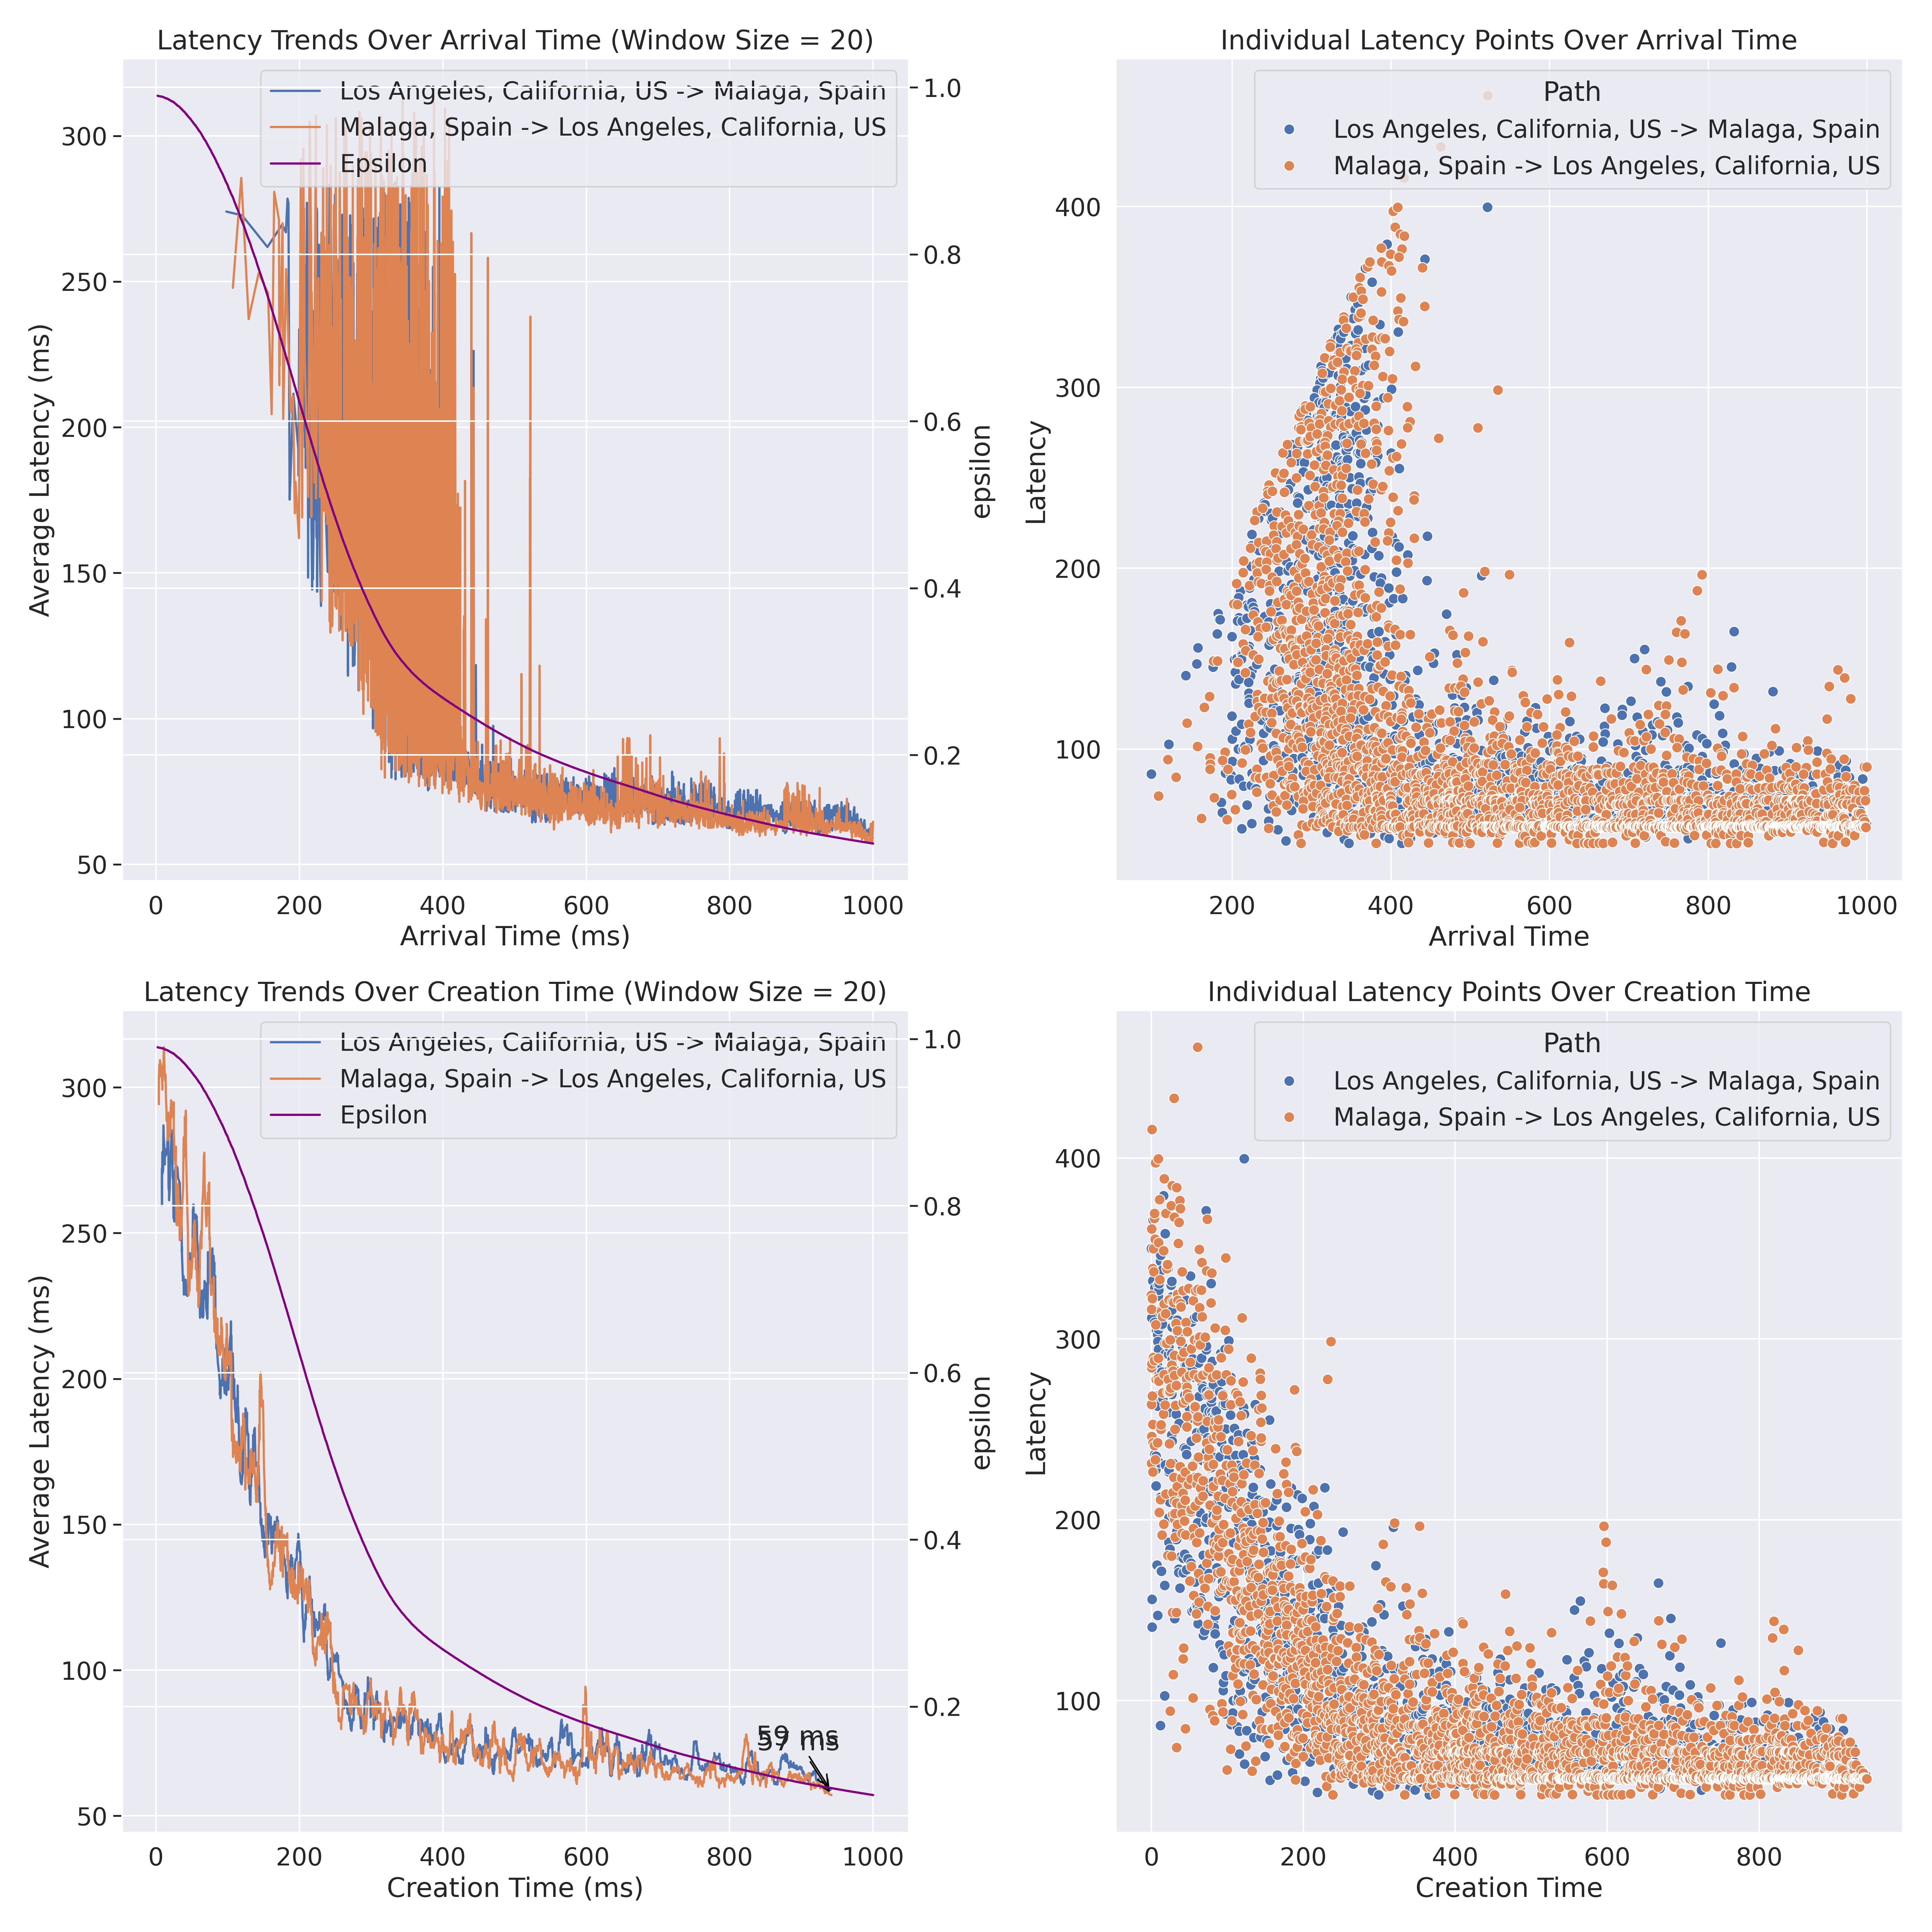 Latency Trends Over Arrival Time (Window Size = 20)
Los Angeles, California, US -> Malaga, Spain
Malaga, Spain -> Los Angeles, California, US
Epsilon
300
250
200
150
100
50
Average Latency (ms)
1.0
0.8
0.6
0.4
0.2
epsilon
0 200 400 600 800 1000
Arrival Time (ms)
Individual Latency Points Over Arrival Time
Path
Los Angeles, California, US -> Malaga, Spain
Malaga, Spain -> Los Angeles, California, US
400
300
200
100
Latency
200 400 600 800 1000
Arrival Time
Latency Trends Over Creation Time (Window Size = 20)
Los Angeles, California, US -> Malaga, Spain
Malaga, Spain -> Los Angeles, California, US
Epsilon
300
250
200
150
100
50
Average Latency (ms)
1.0
0.8
0.6
0.4
0.2
epsilon
59 ms
57 ms
0 200 400 600 800 1000
Creation Time (ms)
Individual Latency Points Over Creation Time
Path
Los Angeles, California, US -> Malaga, Spain
Malaga, Spain -> Los Angeles, California, US
400
300
200
100
Latency
0 200 400 600 800
Creation Time